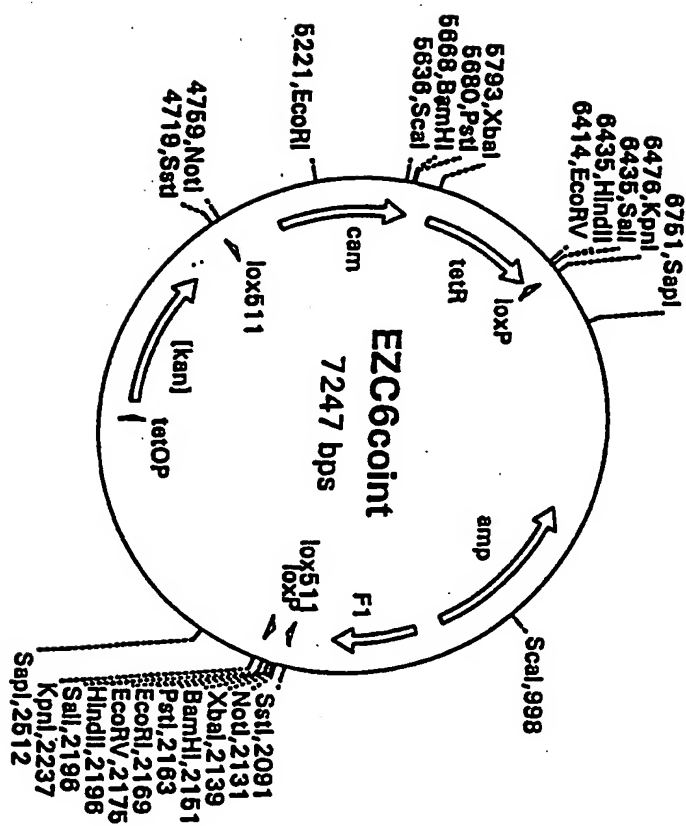 6751,SapI
6476,KpnI
6435,SalI
6435,HindII
6414,EcoRV
5793,XbaI
5680,PstI
5668,BamHI
5636,ScaI
5221,EcoRI
4759,NotI
4719,SstI
ScaI,998
SstI,2091
NotI,2131
XbaI,2139
BamHI,2151
PstI,2163
EcoRI,2169
EcoRV,2175
HindII,2196
SalI,2196
KpnI,2237
SapI,2512
amp
F1
loxP
tetR
cam
lox511
[kan]
tetOP
lox511
loxP
EZC6coint
7247 bps